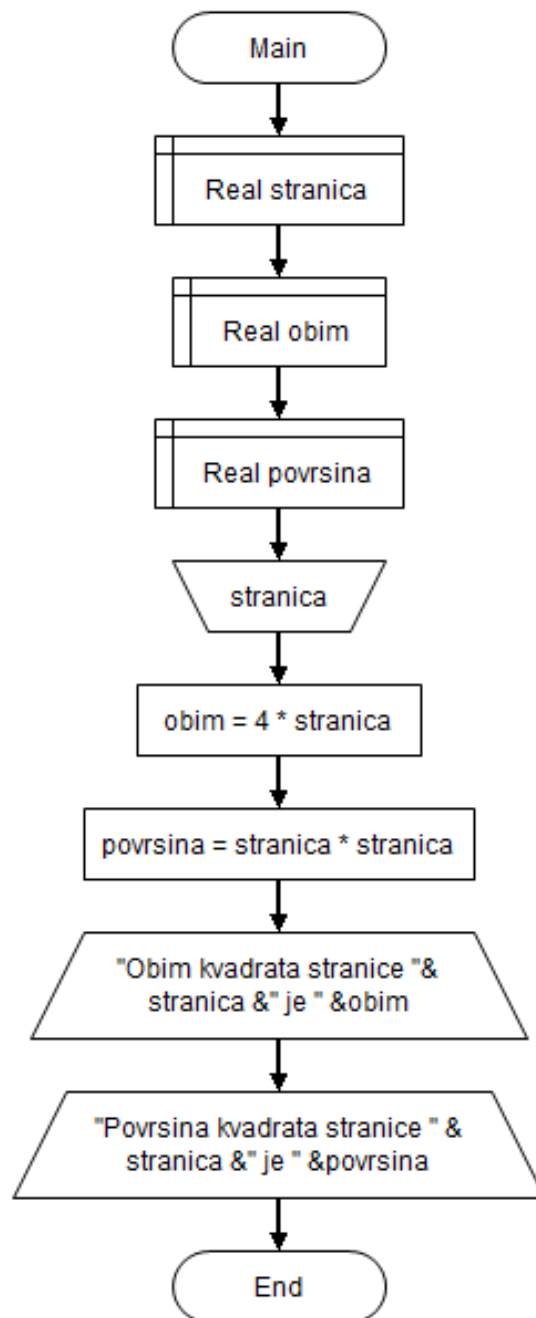 Main
Real stranica
Real obim
Real povrsina
stranica
obim = 4 * stranica
povrsina = stranica * stranica
"Obim kvadrata stranice "&
stranica &" je " &obim
"Povrsina kvadrata stranice " &
stranica &" je " &povrsina
End